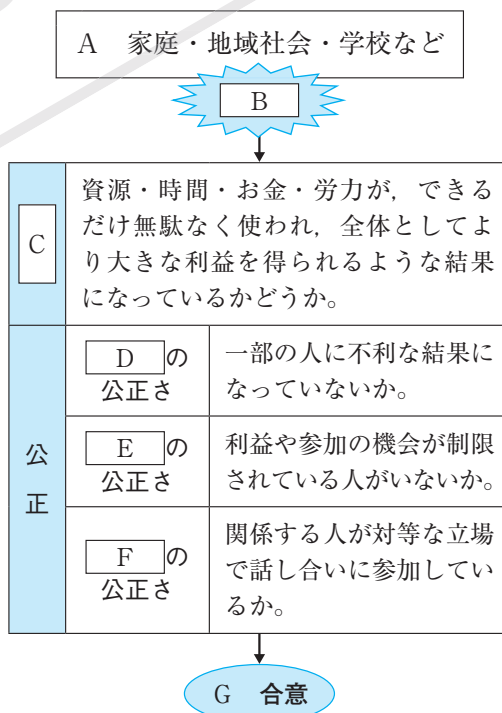 A 家庭・地域社会・学校など
B
C
資源・時間・お金・労力が，できる
だけ無駄なく使われ，全体としてよ
り大きな利益を得られるような結果
になっているかどうか。
公正
Dの
公正さ
一部の人に不利な結果に
なっていないか。
Eの
公正さ
利益や参加の機会が制限
されている人がいないか。
Fの
公正さ
関係する人が対等な立場
で話し合いに参加してい
るか。
G 合意